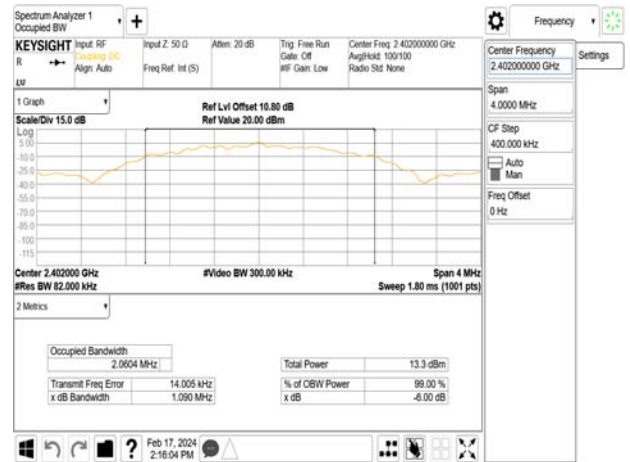 Spectrum Analyzer 1
Occupied BW
Frequency
KEYSIGHT
R
LXI
Input: RF
Coupling: DC
Align: Auto
Input Z: 50 Ω
Freq Ref: Int (S)
Atten: 20 dB
Trig: Free Run
Gate: Off
#IF Gain: Low
Center Freq: 2.402000000 GHz
Avg|Hold: 100/100
Radio Std: None
Center Frequency
2.402000000 GHz
Settings
Span
4.0000 MHz
CF Step
400.000 kHz
Auto
Man
Freq Offset
0 Hz
1 Graph
Scale/Div 15.0 dB
Ref Lvl Offset 10.80 dB
Ref Value 20.00 dBm
Log
5.00
-10.0
-25.0
-40.0
-55.0
-70.0
-85.0
-100
-115
Center 2.402000 GHz
#Res BW 82.000 kHz
#Video BW 300.00 kHz
Span 4 MHz
Sweep 1.80 ms (1001 pts)
2 Metrics
Occupied Bandwidth
2.0604 MHz
Total Power 13.3 dBm
Transmit Freq Error 14.005 kHz
% of OBW Power 99.00 %
x dB Bandwidth 1.090 MHz
x dB -6.00 dB
?
Feb 17, 2024
2:16:04 PM